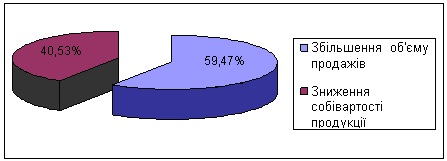 40,53%
59,47%
Збільшення об'єму
продажів
Зниження
собівартості
продукції